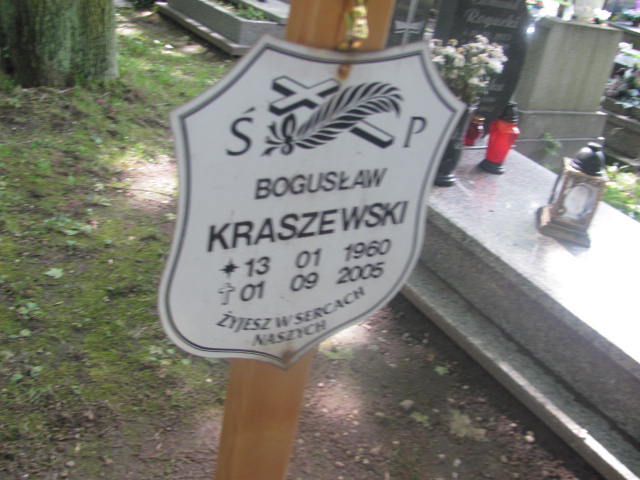 Ś P
BOGUSŁAW
KRASZEWSKI
13 01 1960
01 09 2005
ŻYJESZ W SERCACH
NASZYCH